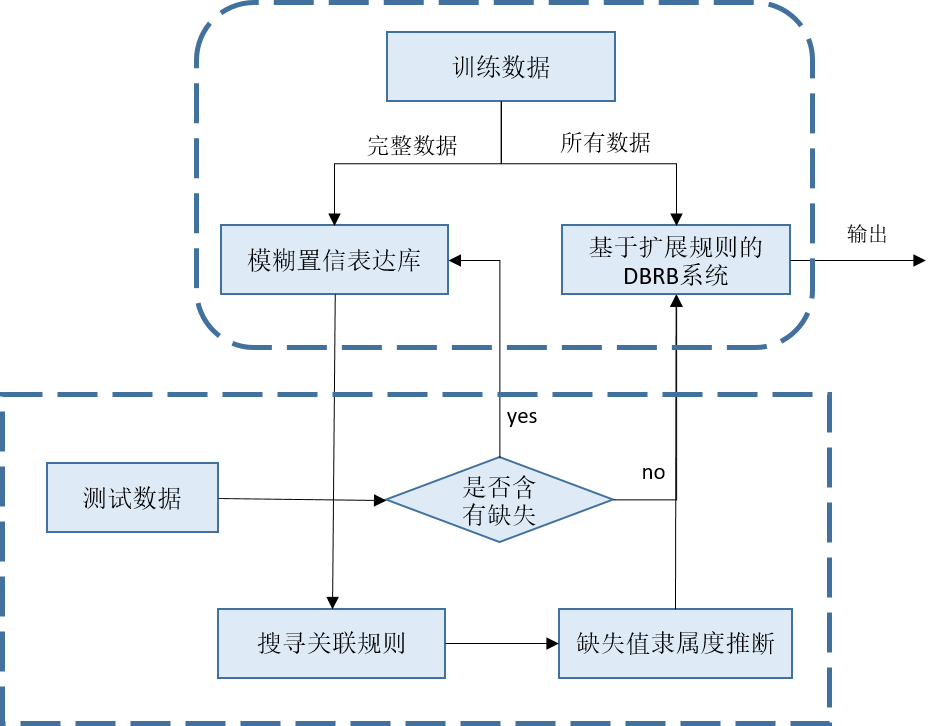 训练数据
完整数据
所有数据
模糊置信表达库
基于扩展规则的
DBRB系统
输出
yes
测试数据
是否含
有缺失
no
搜寻关联规则
缺失值隶属度推断